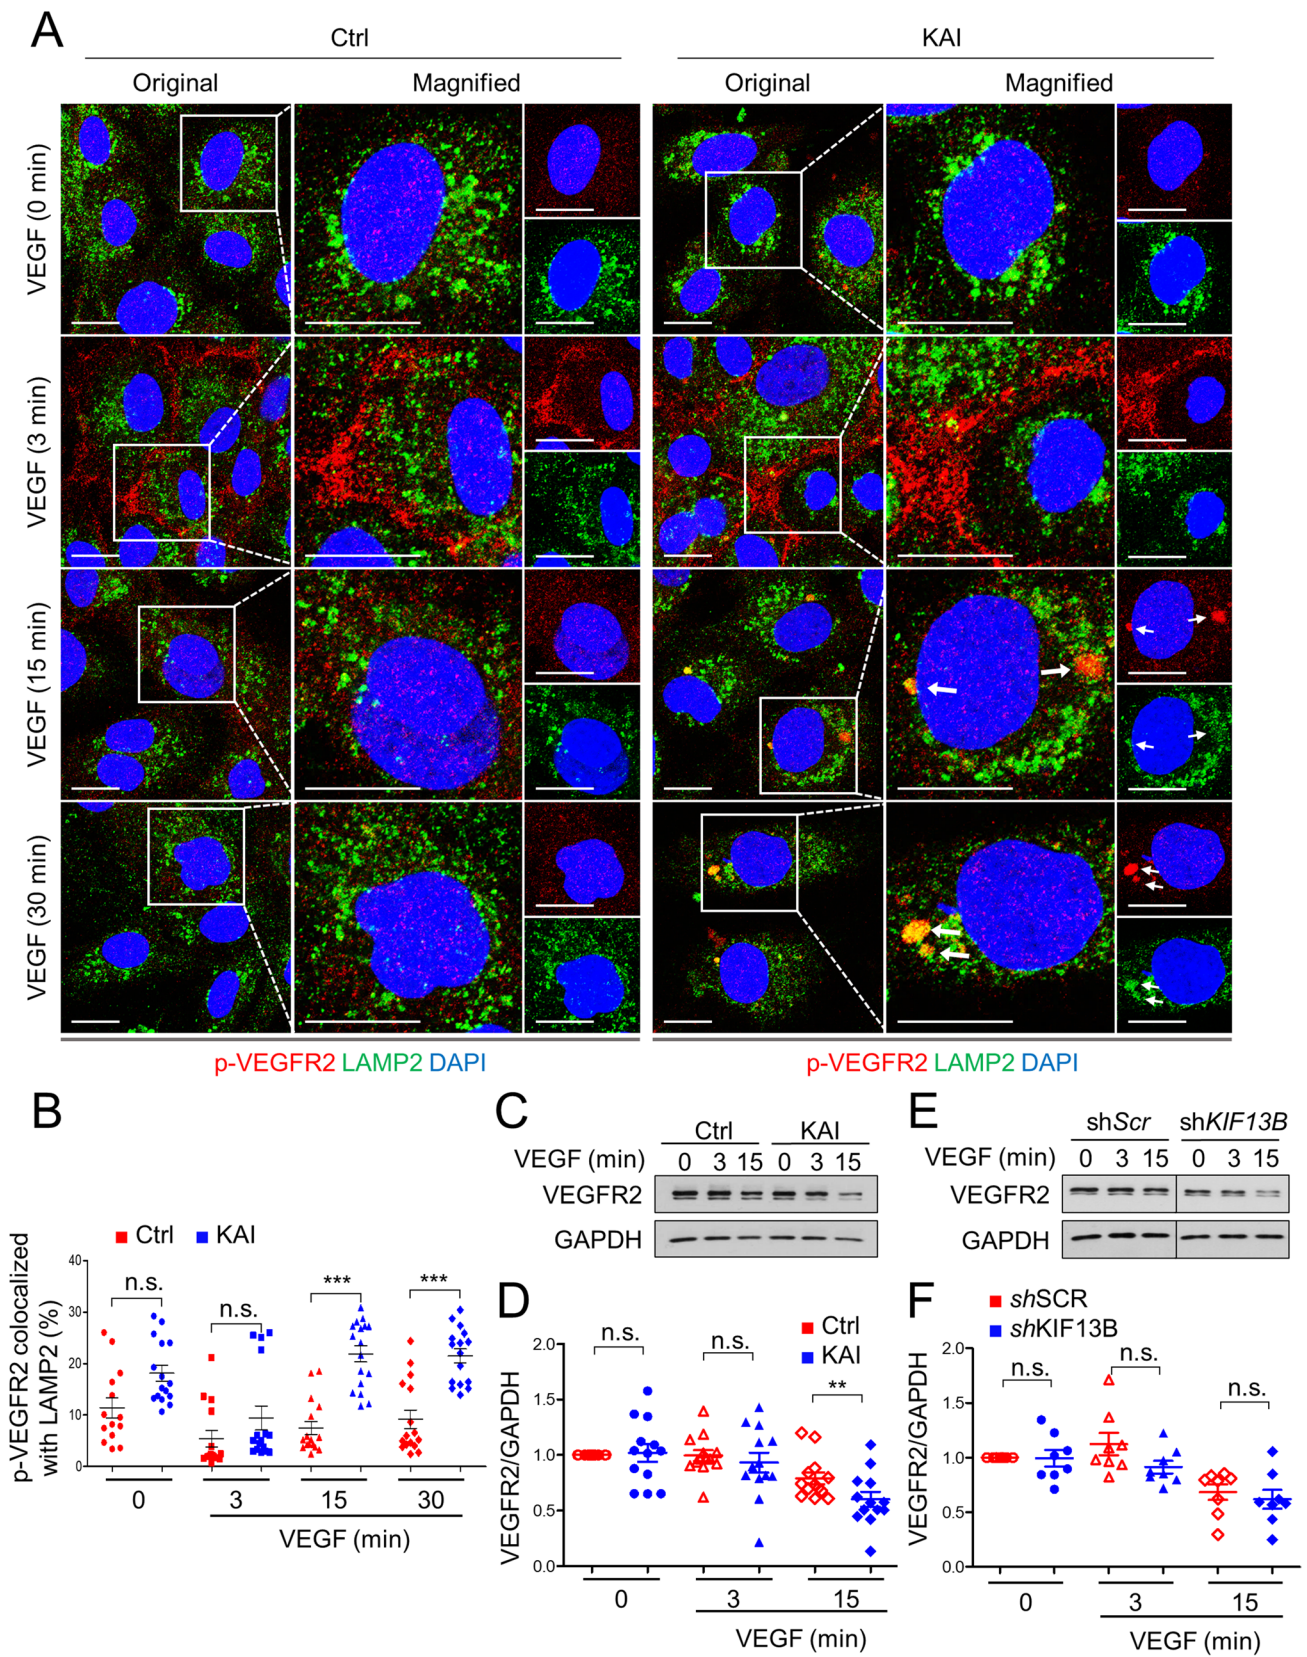 A
Ctrl
KAI
Original
Magnified
Original
Magnified
VEGF (0 min)
VEGF (3 min)
VEGF (15 min)
VEGF (30 min)
p-VEGFR2 LAMP2 DAPI
p-VEGFR2 LAMP2 DAPI
B
Ctrl
KAI
p-VEGFR2 colocalized
with LAMP2 (%)
40
30
20
10
0
n.s.
n.s.
***
***
0
3
15
30
VEGF (min)
C
Ctrl
KAI
VEGF (min)
0 3 15 0 3 15
VEGFR2
GAPDH
D
Ctrl
KAI
VEGFR2/GAPDH
2.0
1.5
1.0
0.5
0.0
n.s.
n.s.
**
0
3
15
VEGF (min)
E
shScr
shKIF13B
VEGF (min)
0 3 15 0 3 15
VEGFR2
GAPDH
F
shSCR
shKIF13B
VEGFR2/GAPDH
2.0
1.5
1.0
0.5
0.0
n.s.
n.s.
n.s.
0
3
15
VEGF (min)